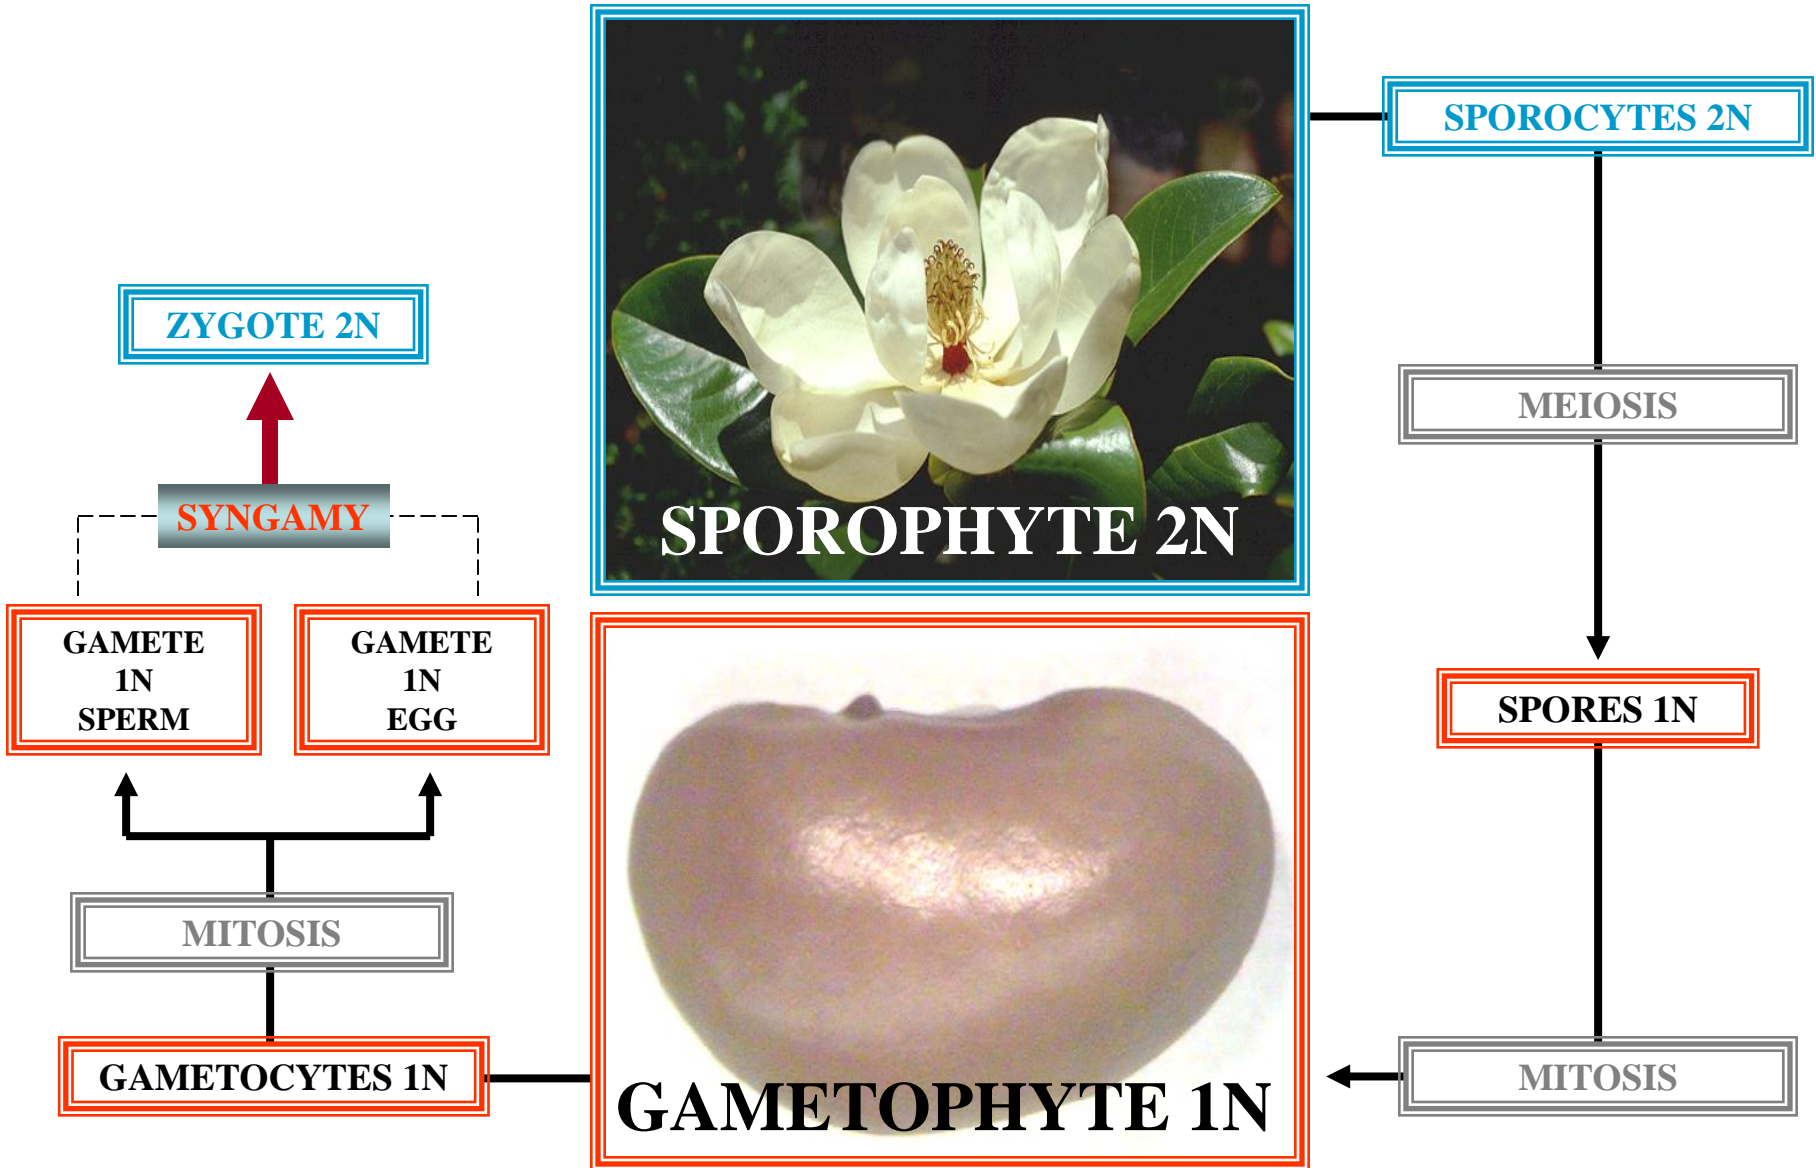 SPOROPHYTE 2N
SPOROCYTES 2N
MEIOSIS
SPORES 1N
MITOSIS
GAMETOPHYTE 1N
GAMETOCYTES 1N
MITOSIS
GAMETE
1N
SPERM
GAMETE
1N
EGG
SYNGAMY
ZYGOTE 2N